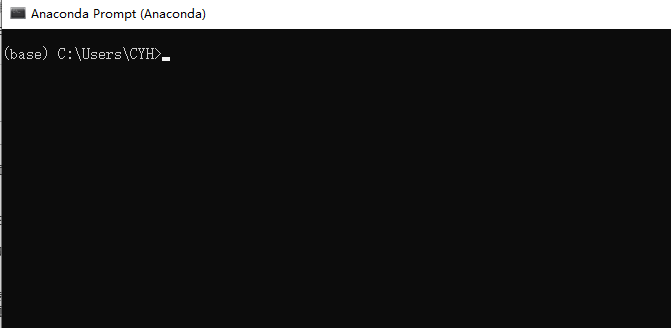 Anaconda Prompt (Anaconda)
(base) C:\Users\CYH>